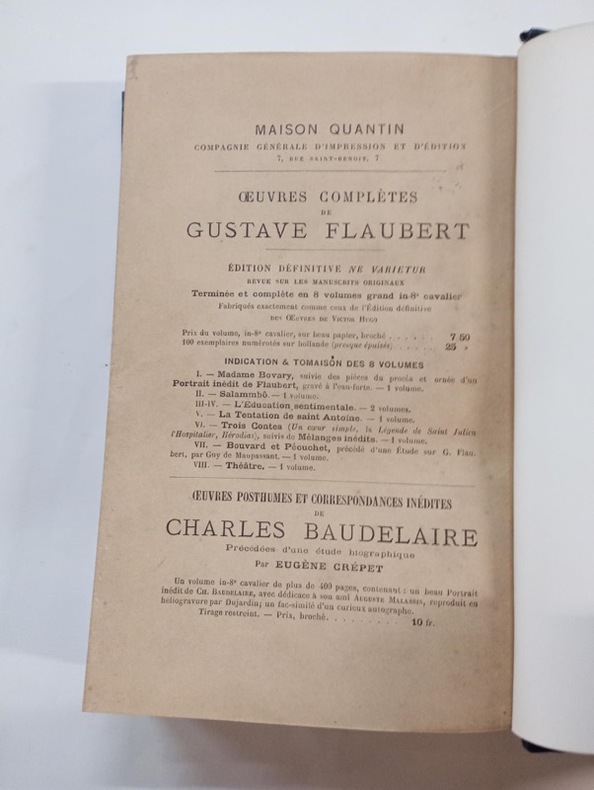 MAISON QUANTIN
COMPAGNIE GÉNÉRALE D'IMPRESSION ET D'ÉDITION
7, RUE SAINT-BENOIT, 7
ŒUVRES COMPLÈTES
DE
GUSTAVE FLAUBERT
ÉDITION DÉFINITIVE NE VARIETUR
REVUE SUR LES MANUSCRITS ORIGINAUX
Terminée et complète en 8 volumes grand in-8° cavalier
Fabriqués exactement comme ceux de l'Édition définitive
DES ŒUVRES DE VICTOR HUGO
Prix du volume, in-8° cavalier, sur beau papier, broché . . . . . . 7 50
100 exemplaires numérotés sur hollande (presque épuisés) . . . . . . 25 »
INDICATION & TOMAISON DES 8 VOLUMES
I. — Madame Bovary, suivie des pièces du procès et ornée d'un
Portrait inédit de Flaubert, gravé à l'eau-forte. — 1 volume.
II. — Salammbô. — 1 volume.
III-IV. — L'Éducation sentimentale. — 2 volumes.
V. — La Tentation de saint Antoine. — 1 volume.
VI. — Trois Contes (Un cœur simple, la Légende de Saint Julien
l'Hospitalier, Hérodias), suivis de Mélanges inédits. — 1 volume.
VII. — Bouvard et Pécuchet, précédé d'une Étude sur G. Flau-
bert, par Guy de Maupassant. — 1 volume.
VIII. — Théâtre. — 1 volume.
ŒUVRES POSTHUMES ET CORRESPONDANCES INÉDITES
DE
CHARLES BAUDELAIRE
Précédées d'une étude biographique
Par EUGÈNE CRÉPET
Un volume in-8° cavalier de plus de 400 pages, contenant : un beau Portrait
inédit de CH. BAUDELAIRE, avec dédicace à son ami AUGUSTE MALASSIS, reproduit en
héliogravure par Dujardin; un fac-similé d'un curieux autographe.
Tirage restreint. — Prix, broché. . . . . . . . . 10 fr.